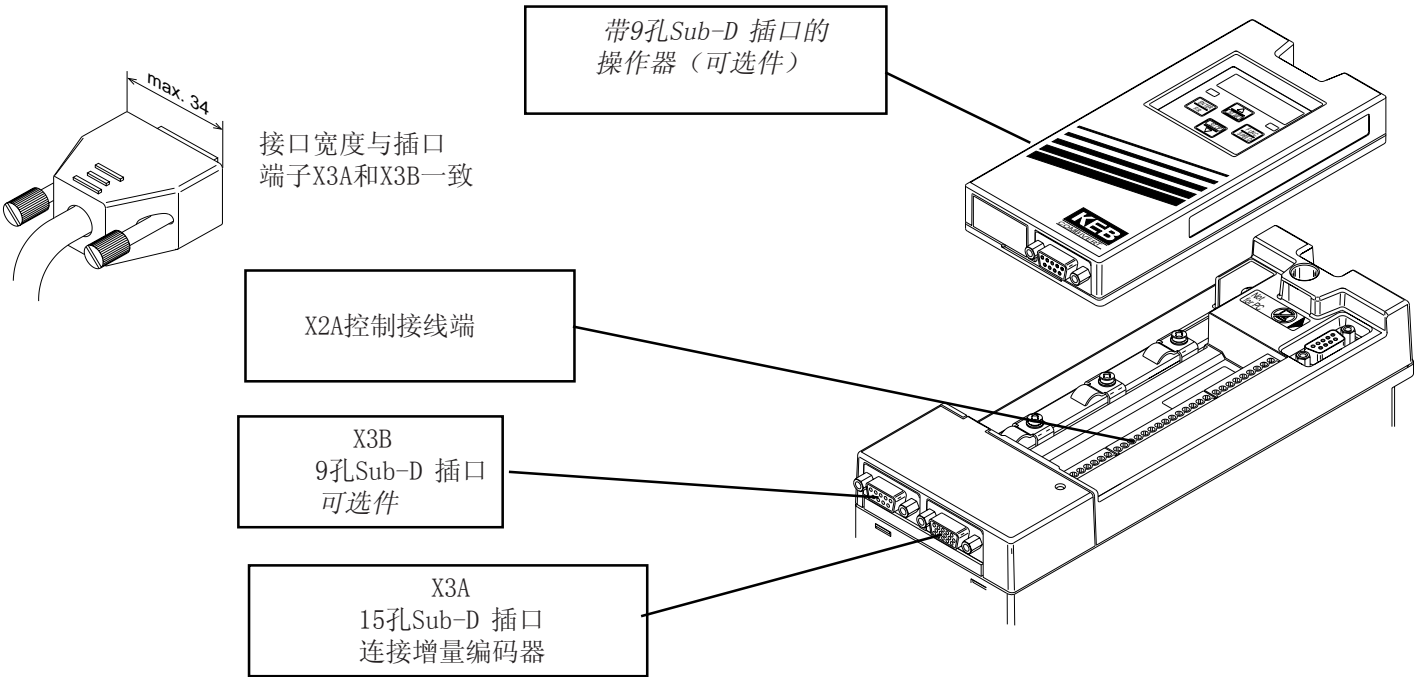 带9孔Sub-D 插口的
操作器（可选件）
max. 34
接口宽度与插口
端子X3A和X3B一致
KEB
X2A控制接线端
X3B
9孔Sub-D 插口
可选件
X3A
15孔Sub-D 插口
连接增量编码器